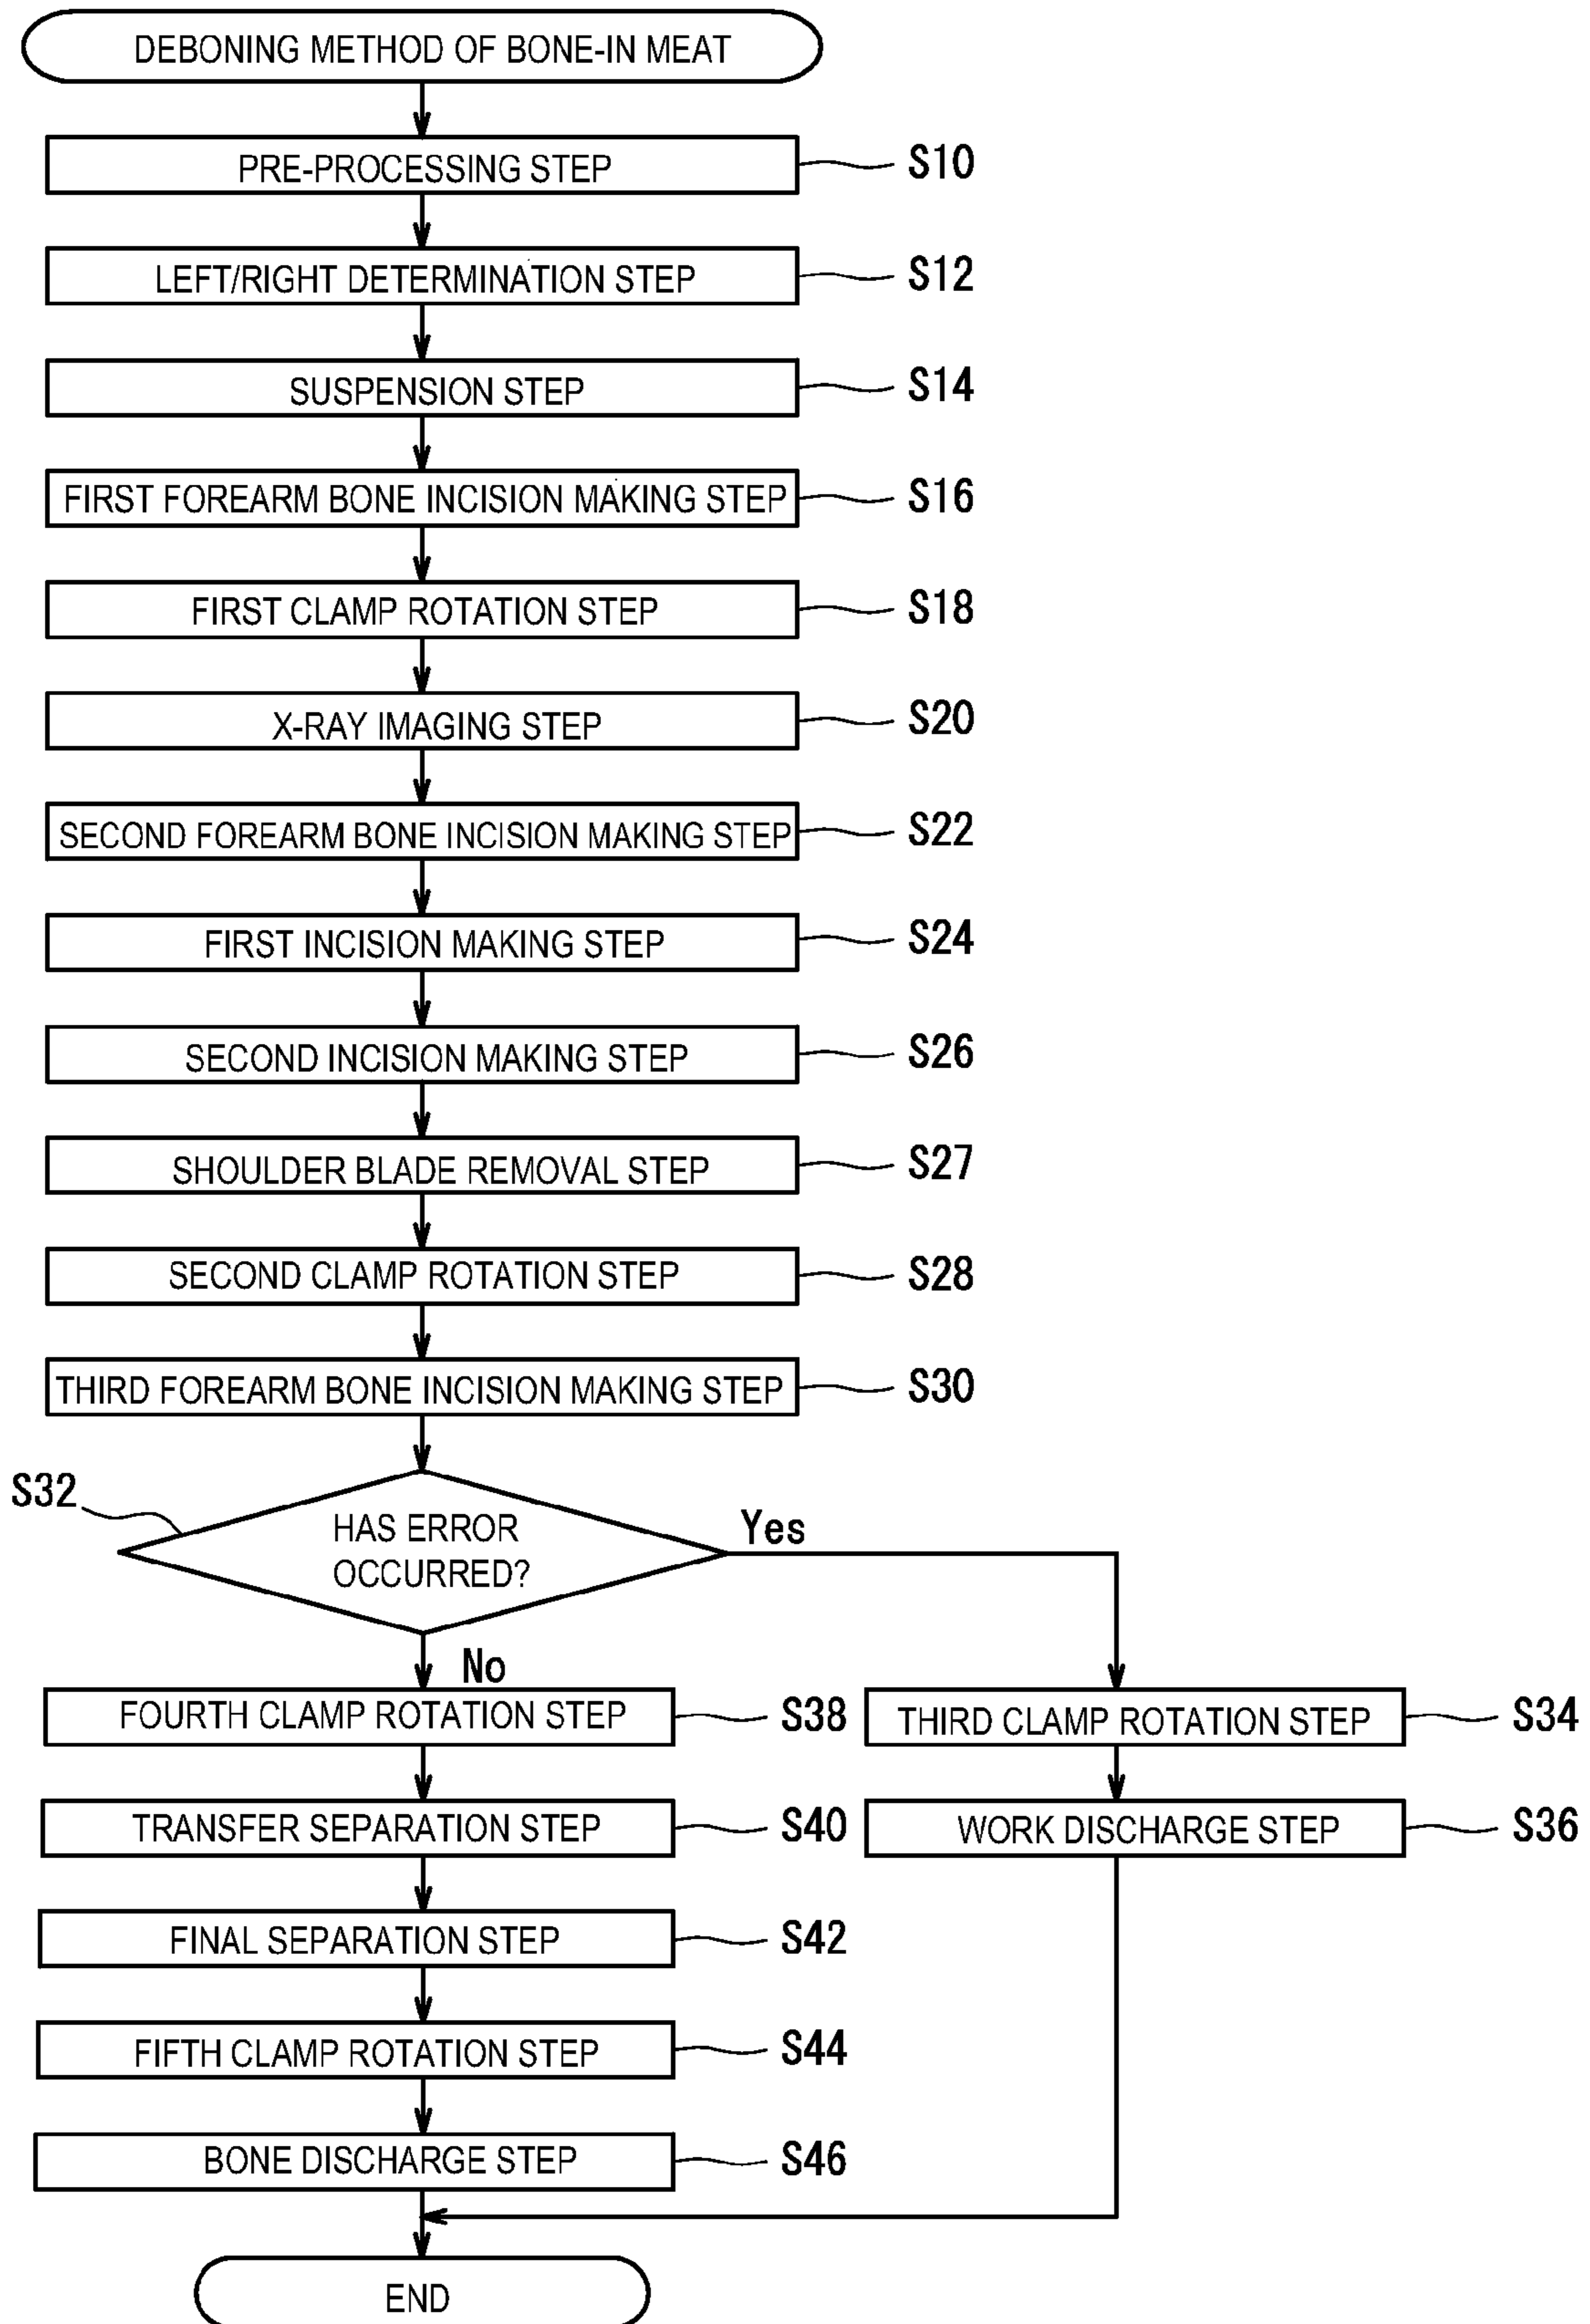 DEBONING METHOD OF BONE-IN MEAT
PRE-PROCESSING STEP S10
LEFT/RIGHT DETERMINATION STEP S12
SUSPENSION STEP S14
FIRST FOREARM BONE INCISION MAKING STEP S16
FIRST CLAMP ROTATION STEP S18
X-RAY IMAGING STEP S20
SECOND FOREARM BONE INCISION MAKING STEP S22
FIRST INCISION MAKING STEP S24
SECOND INCISION MAKING STEP S26
SHOULDER BLADE REMOVAL STEP S27
SECOND CLAMP ROTATION STEP S28
THIRD FOREARM BONE INCISION MAKING STEP S30
S32
HAS ERROR
OCCURRED?
Yes
No
FOURTH CLAMP ROTATION STEP S38
THIRD CLAMP ROTATION STEP S34
TRANSFER SEPARATION STEP S40
WORK DISCHARGE STEP S36
FINAL SEPARATION STEP S42
FIFTH CLAMP ROTATION STEP S44
BONE DISCHARGE STEP S46
END